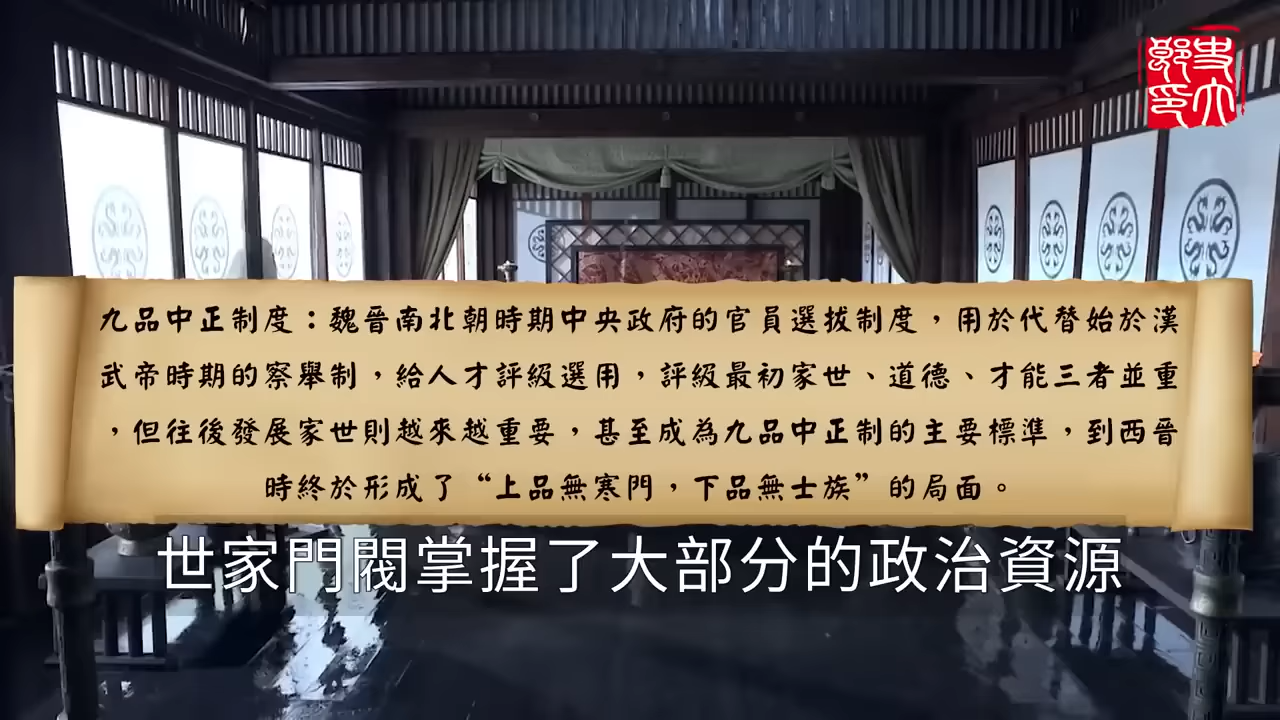 九品中正制度：魏晉南北朝時期中央政府的官員選拔制度，用於代替始於漢
武帝時期的察舉制，給人才評級選用，評級最初家世、道德、才能三者並重
，但往後發展家世則越來越重要，甚至成為九品中正制的主要標準，到西晉
時終於形成了“上品無寒門，下品無士族”的局面。
世家門閥掌握了大部分的政治資源